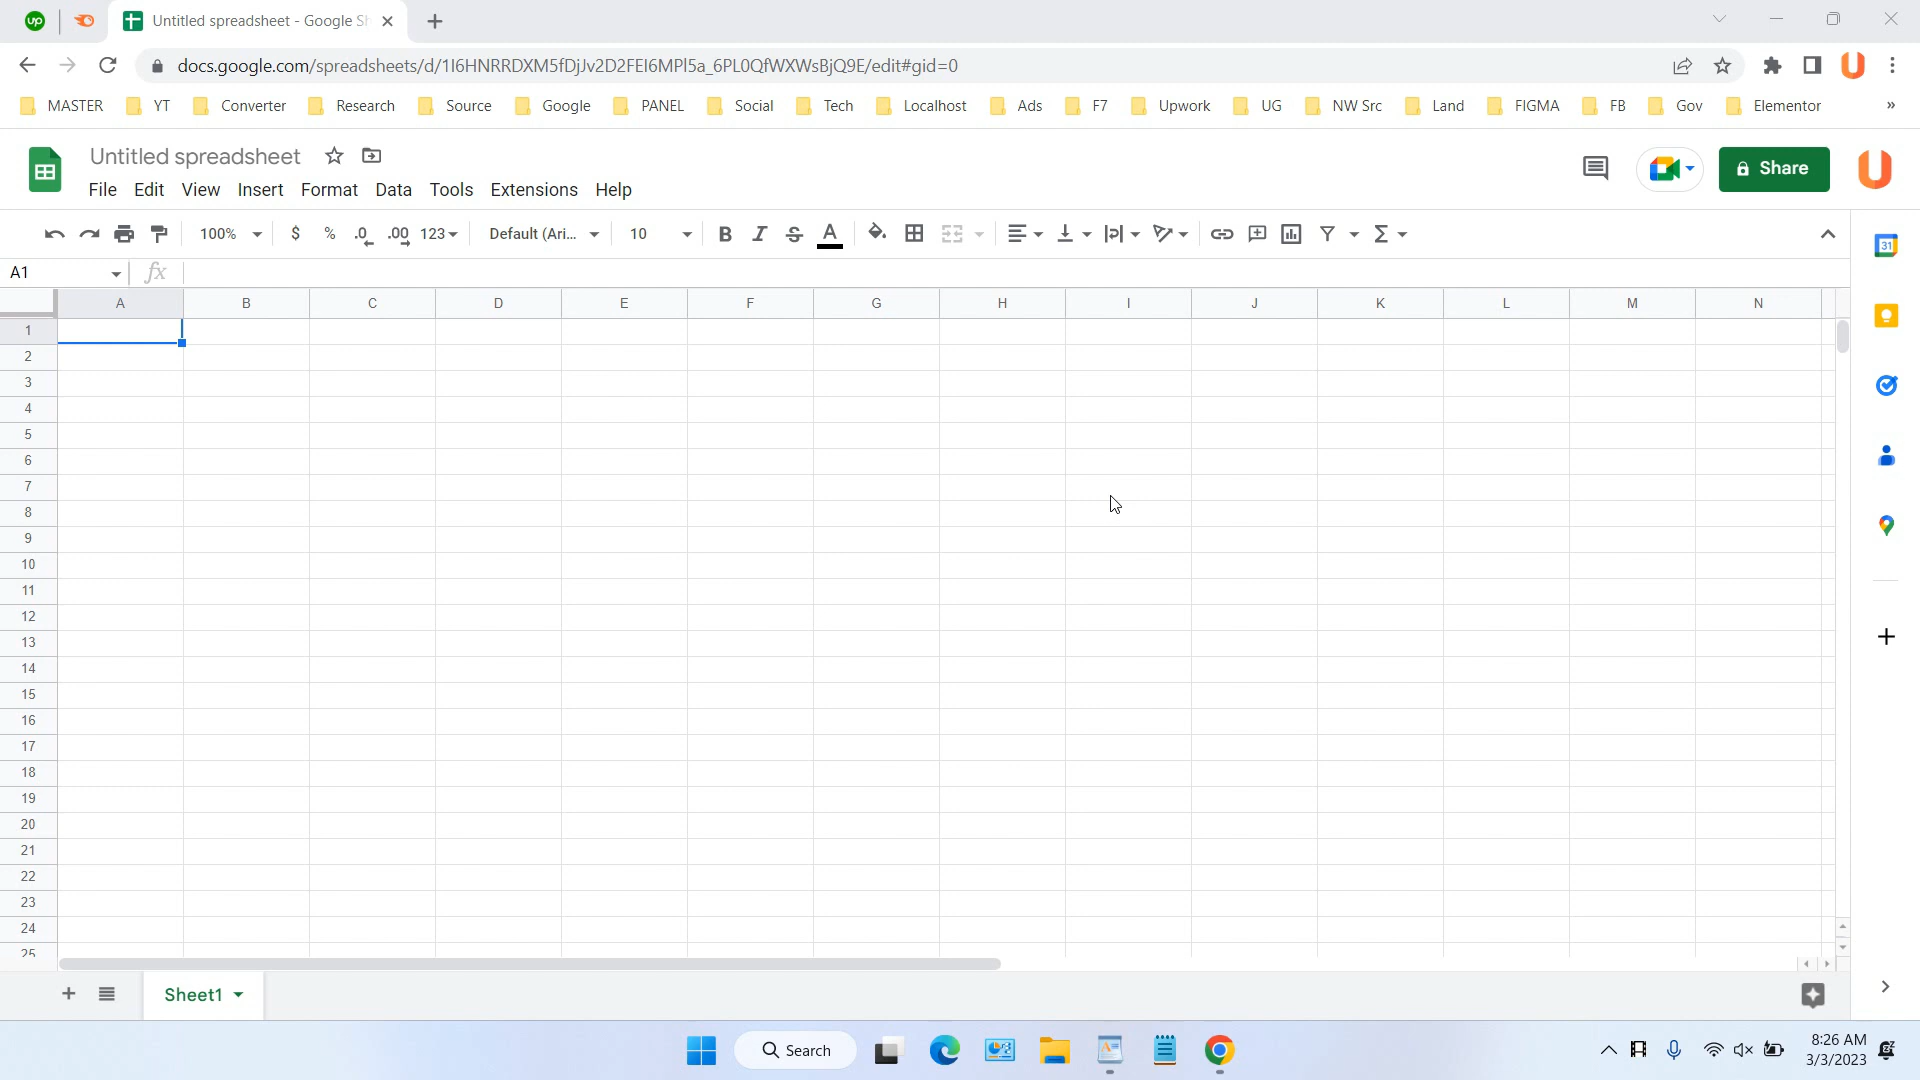 up
Untitled spreadsheet - Google Sh
docs.google.com/spreadsheets/d/1I6HNRRDXM5fDjJv2D2FEI6MPI5a_6PL0QfWXWsBjQ9E/edit#gid=0
MASTER YT Converter Research Source Google PANEL Social Tech Localhost Ads F7 Upwork UG NW Src Land FIGMA FB Gov Elementor »
Untitled spreadsheet
Share
File Edit View Insert Format Data Tools Extensions Help
100% $ % .0 .00 123 Default (Ari... 10 B I S A Σ
31
A1 fx
A B C D E F G H I J K L M N
1
2
3
4
5
6
7
8
9
10
11
12
13
14
15
16
17
18
19
20
21
22
23
24
25
Sheet1
Search
8:26 AM
3/3/2023